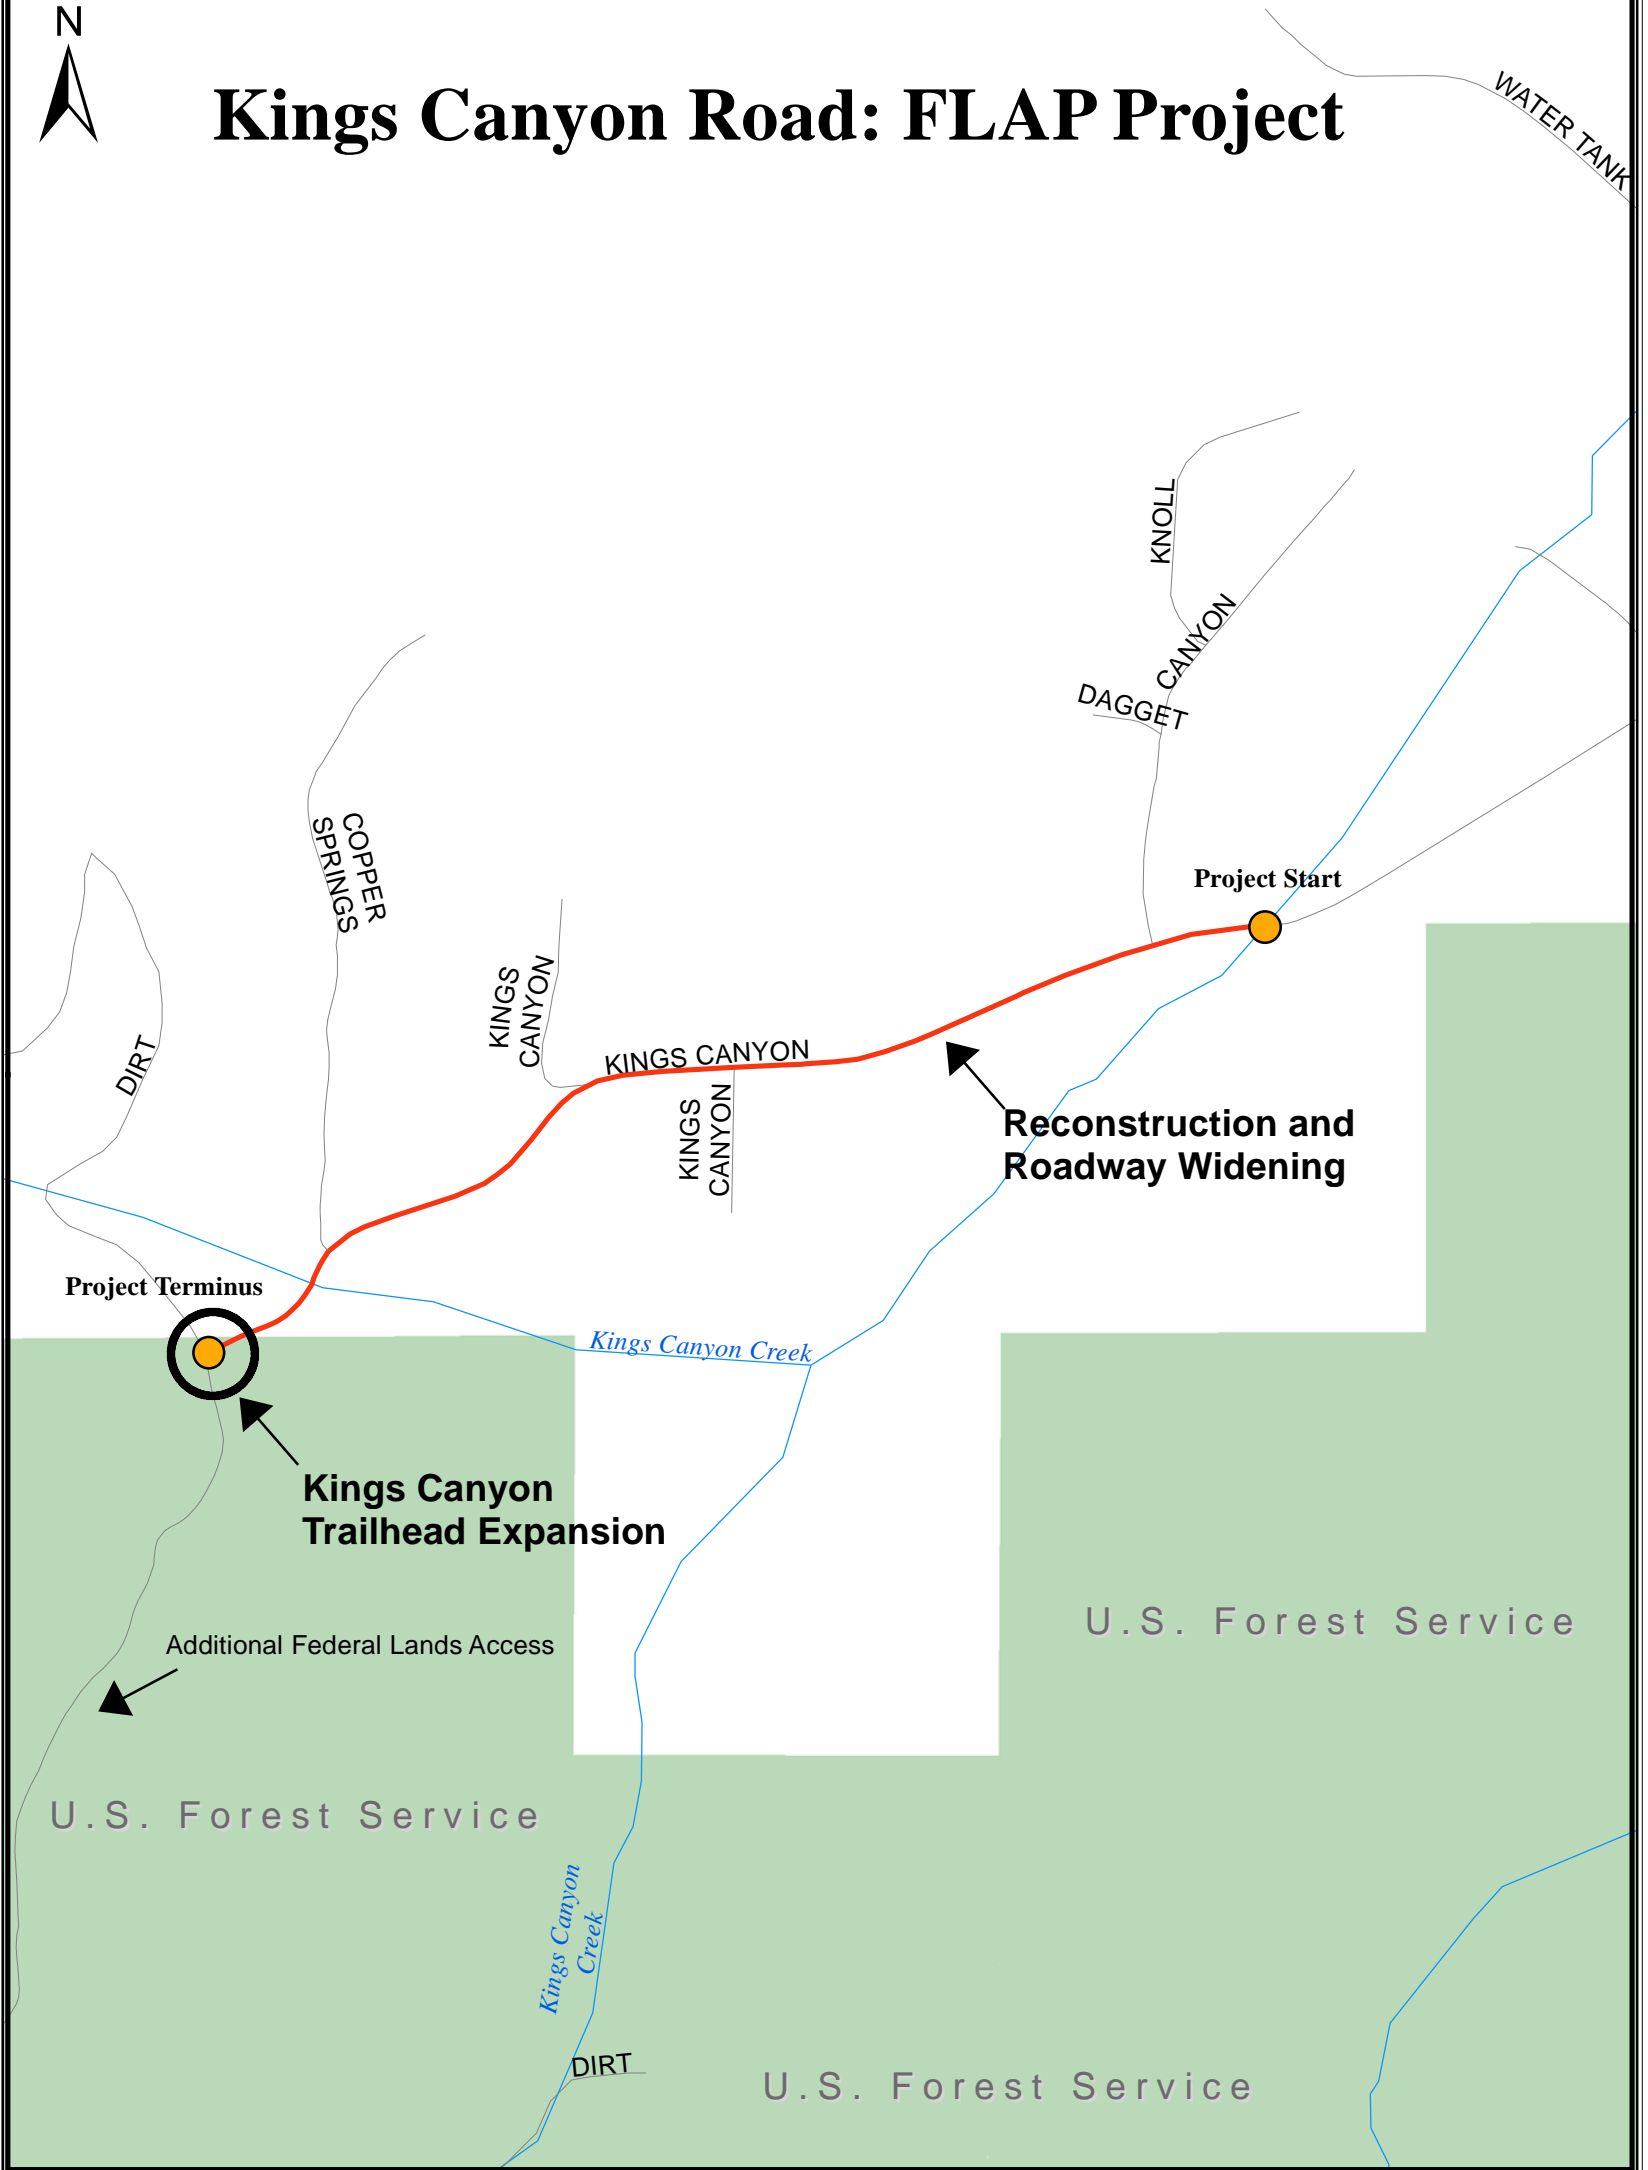 N
Kings Canyon Road: FLAP Project
WATER TANK
KNOLL
CANYON
DAGGET
COPPER
SPRINGS
Project Start
KINGS
CANYON
DIRT
KINGS CANYON
KINGS
CANYON
Reconstruction and
Roadway Widening
Project Terminus
Kings Canyon Creek
Kings Canyon
Trailhead Expansion
U.S. Forest Service
Additional Federal Lands Access
U.S. Forest Service
Kings Canyon
Creek
DIRT
U.S. Forest Service